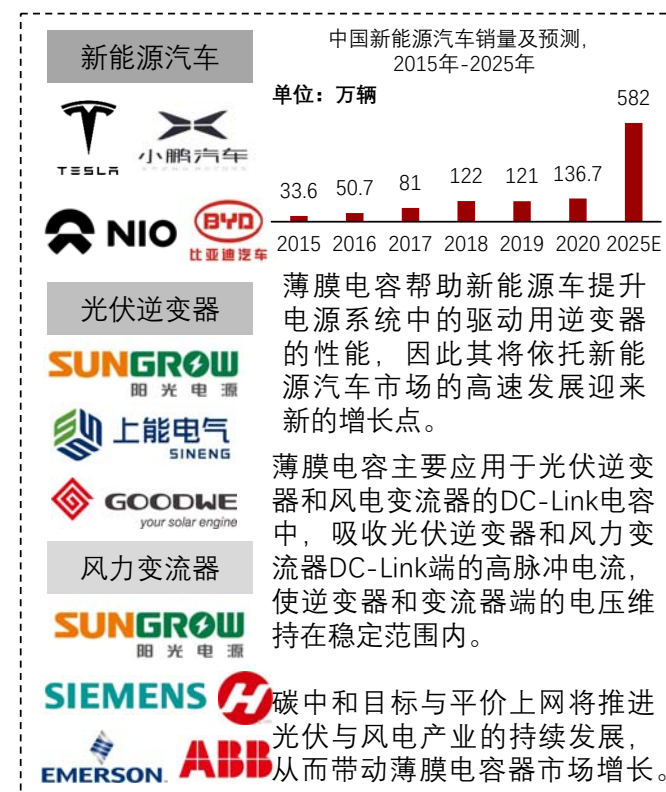 新能源汽车
TESLA
小鹏汽车
NIO
BYD
比亚迪汽车
中国新能源汽车销量及预测，
2015年-2025年
单位：万辆
33.6 50.7 81 122 121 136.7 582
2015 2016 2017 2018 2019 2020 2025E
薄膜电容帮助新能源车提升
电源系统中的驱动用逆变器
的性能，因此其将依托新能
源汽车市场的高速发展迎来
新的增长点。
光伏逆变器
SUNGROW
阳光电源
上能电气
SINENG
GOODWE
your solar engine
薄膜电容主要应用于光伏逆变
器和风电变流器的DC-Link电容
中，吸收光伏逆变器和风力变
流器DC-Link端的高脉冲电流，
使逆变器和变流器端的电压维
持在稳定范围内。
风力变流器
SUNGROW
阳光电源
SIEMENS
EMERSON
ABB
碳中和目标与平价上网将推进
光伏与风电产业的持续发展，
从而带动薄膜电容器市场增长。